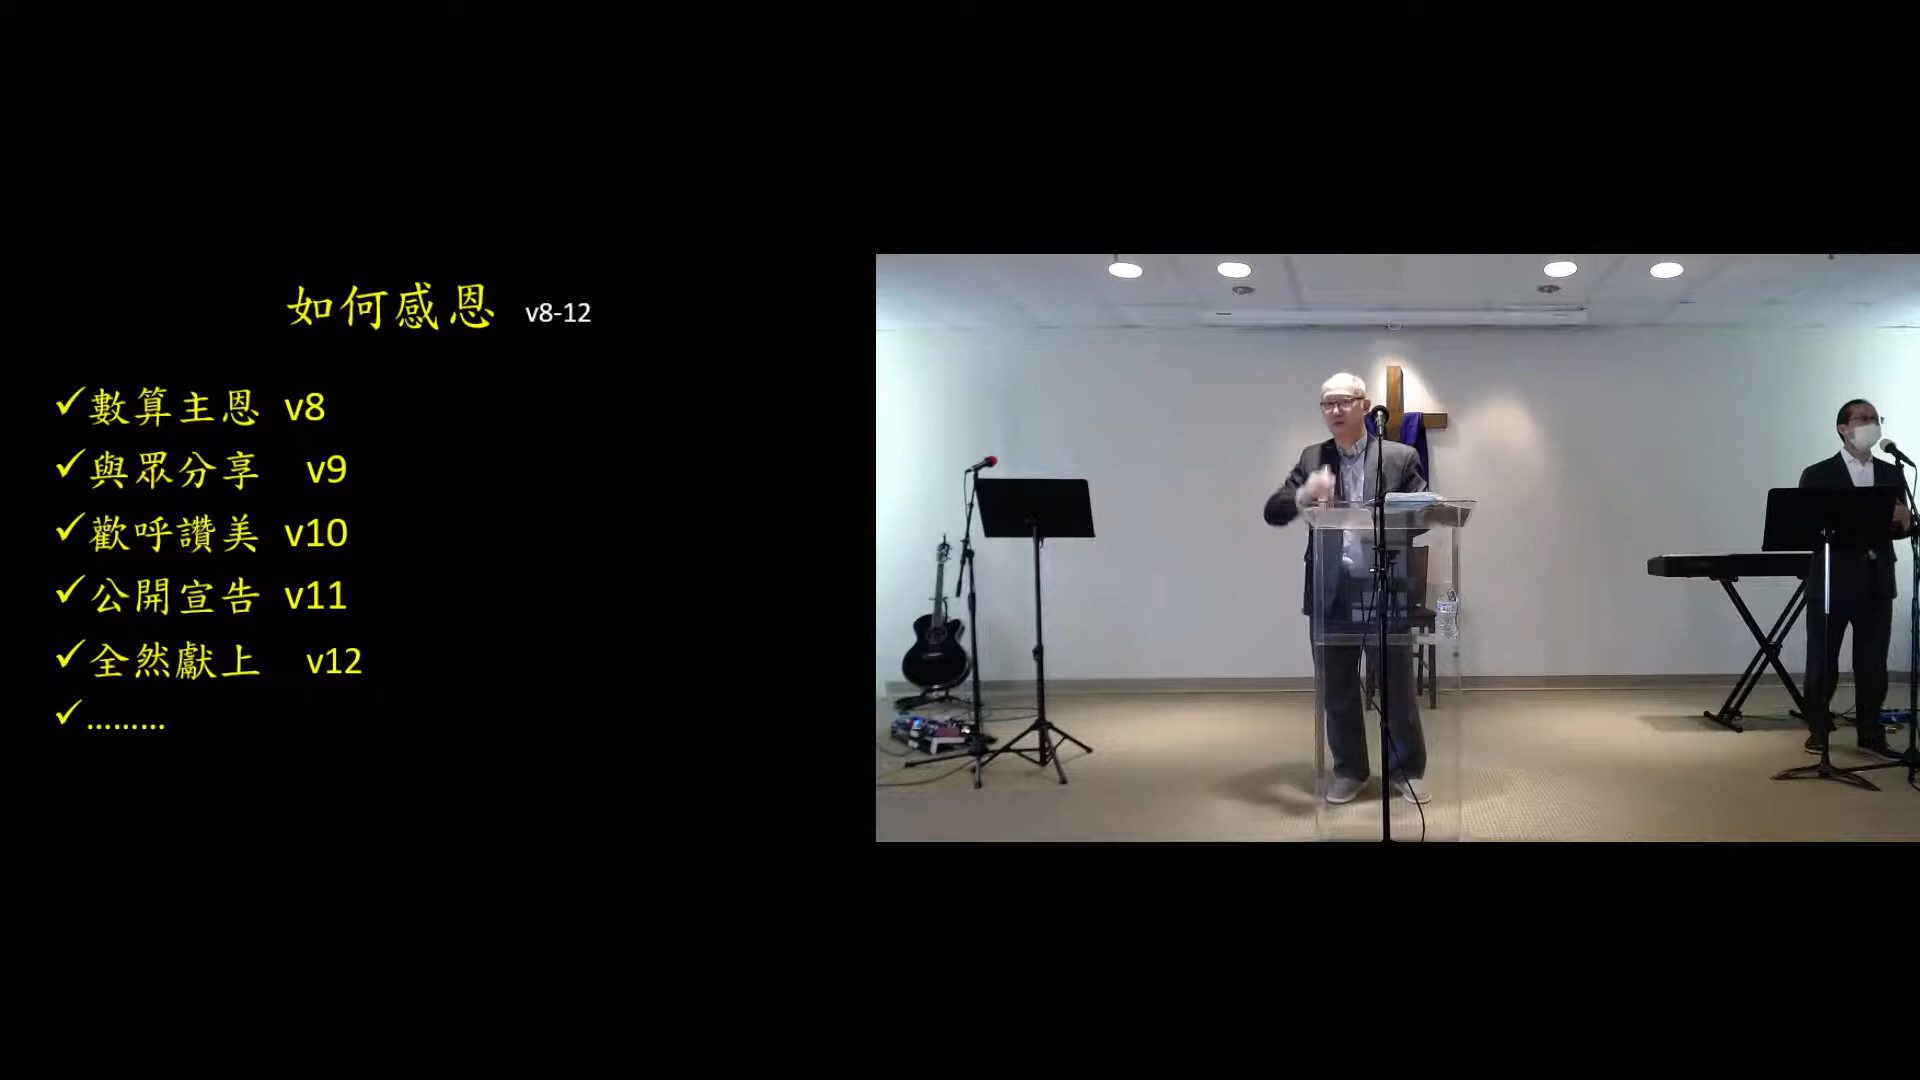 如何感恩 v8-12
✓數算主恩 v8
✓與眾分享 v9
✓歡呼讚美 v10
✓公開宣告 v11
✓全然獻上 v12
✓………